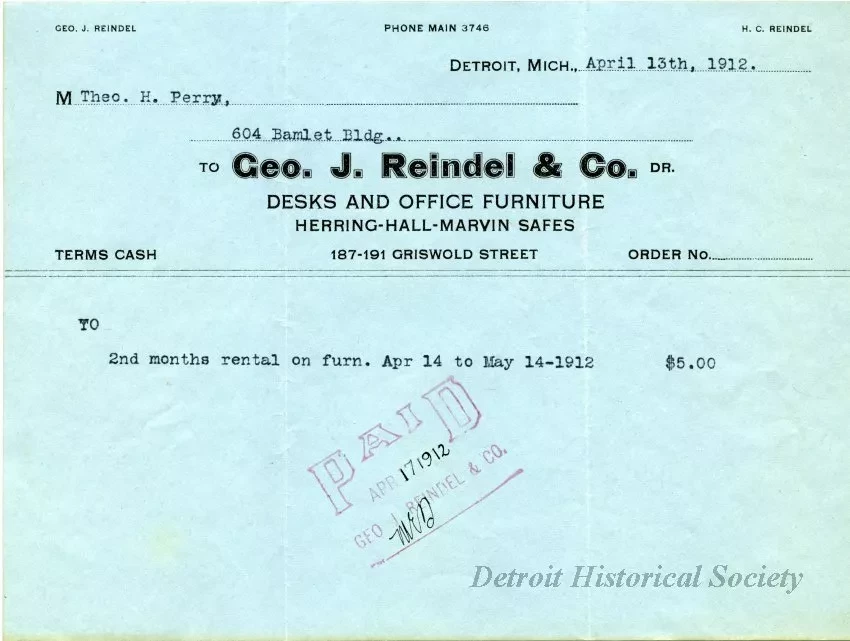 GEO. J. REINDEL PHONE MAIN 3746 H. C. REINDEL
DETROIT, MICH., April 13th, 1912.
M Theo. H. Perry,
604 Bamlet Bldg..
TO Geo. J. Reindel & Co. DR.
DESKS AND OFFICE FURNITURE
HERRING-HALL-MARVIN SAFES
TERMS CASH 187-191 GRISWOLD STREET ORDER No.
TO
2nd months rental on furn. Apr 14 to May 14-1912 $5.00
PAID
APR 17 1912
GEO. J. REINDEL & CO.
Detroit Historical Society